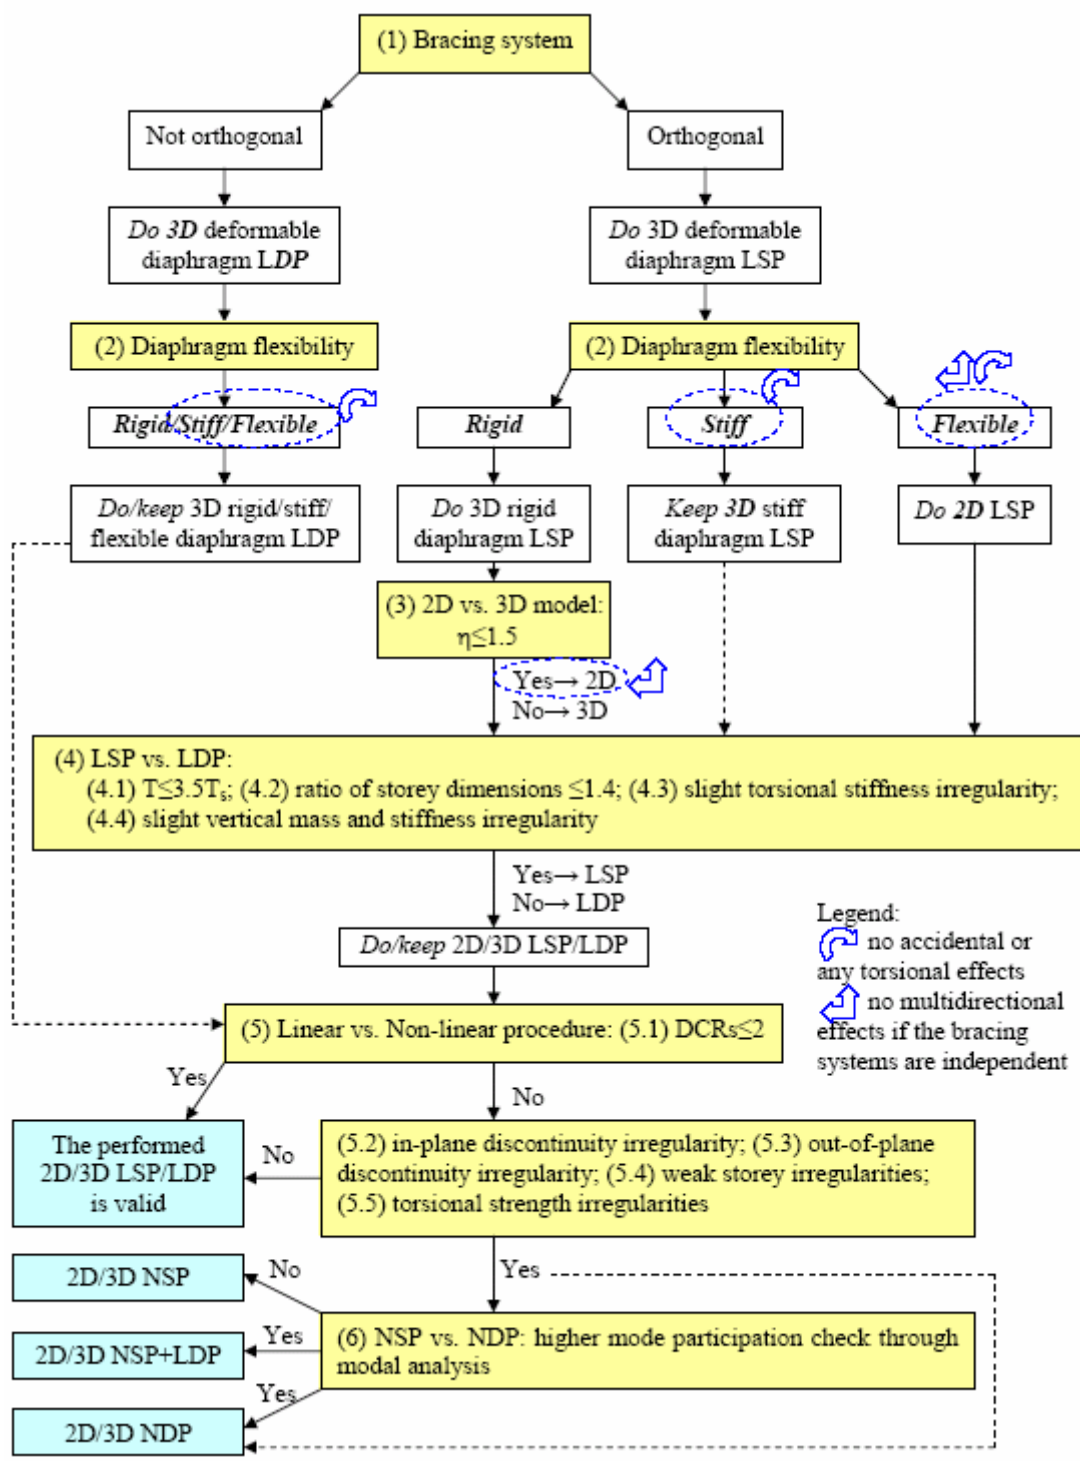 (1) Bracing system
Not orthogonal
Orthogonal
Do 3D deformable
diaphragm LDP
Do 3D deformable
diaphragm LSP
(2) Diaphragm flexibility
(2) Diaphragm flexibility
Rigid/Stiff/Flexible
Rigid
Stiff
Flexible
Do/keep 3D rigid/stiff/
flexible diaphragm LDP
Do 3D rigid
diaphragm LSP
Keep 3D stiff
diaphragm LSP
Do 2D LSP
(3) 2D vs. 3D model:
η≤1.5
Yes→ 2D
No→ 3D
(4) LSP vs. LDP:
(4.1) T≤3.5Ts; (4.2) ratio of storey dimensions ≤1.4; (4.3) slight torsional stiffness irregularity;
(4.4) slight vertical mass and stiffness irregularity
Yes→ LSP
No→ LDP
Do/keep 2D/3D LSP/LDP
Legend:
no accidental or
any torsional effects
no multidirectional
effects if the bracing
systems are independent
(5) Linear vs. Non-linear procedure: (5.1) DCRs≤2
Yes
No
The performed
2D/3D LSP/LDP
is valid
No
(5.2) in-plane discontinuity irregularity; (5.3) out-of-plane
discontinuity irregularity; (5.4) weak storey irregularities;
(5.5) torsional strength irregularities
2D/3D NSP
No
Yes
2D/3D NSP+LDP
Yes
(6) NSP vs. NDP: higher mode participation check through
modal analysis
Yes
2D/3D NDP